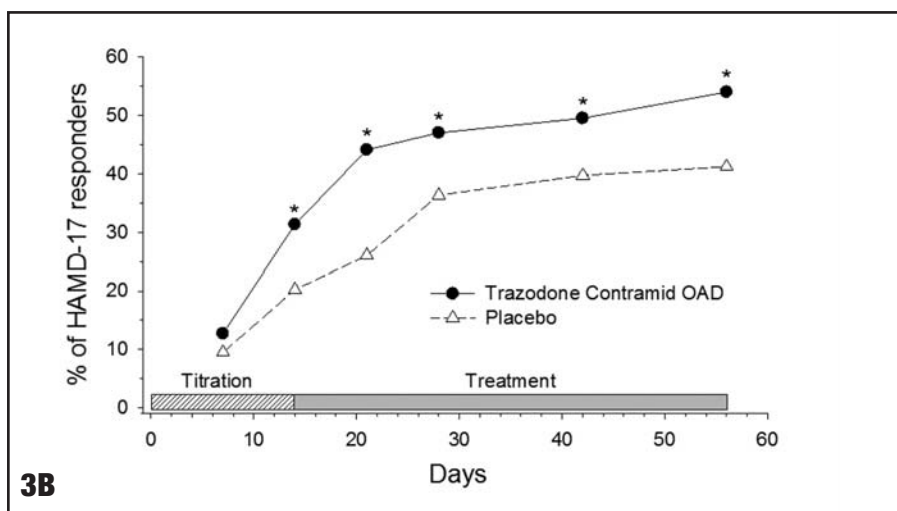 60
50
40
30
20
10
0
% of HAMD-17 responders
*
*
*
*
*
Trazodone Contramid OAD
Placebo
Titration
Treatment
0 10 20 30 40 50 60
Days
3B